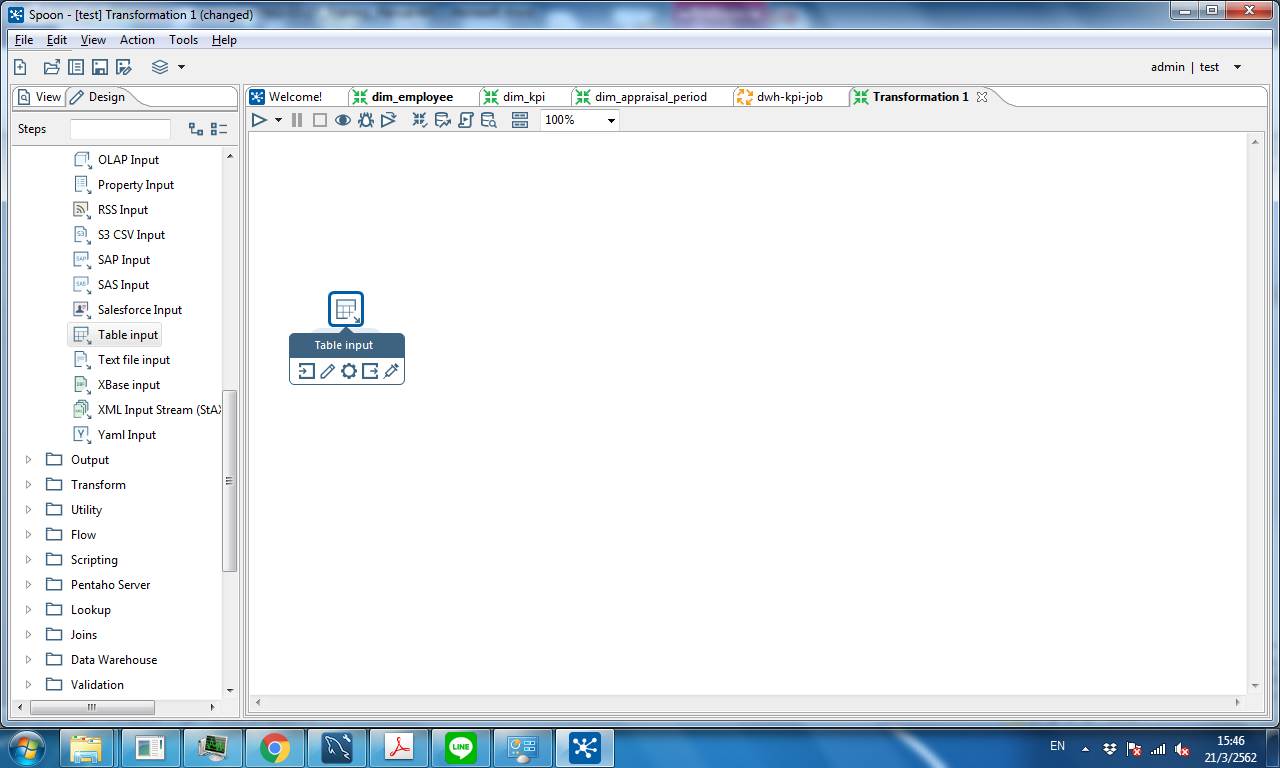 Spoon - [test] Transformation 1 (changed)
File Edit View Action Tools Help
admin | test
View Design
Welcome! dim_employee dim_kpi dim_appraisal_period dwh-kpi-job Transformation 1
Steps
100%
OLAP Input
Property Input
RSS Input
S3 CSV Input
SAP Input
SAS Input
Salesforce Input
Table input
Text file input
XBase input
XML Input Stream (StAX
Yaml Input
Output
Transform
Utility
Flow
Scripting
Pentaho Server
Lookup
Joins
Data Warehouse
Validation
Table input
LINE
EN
15:46
21/3/2562